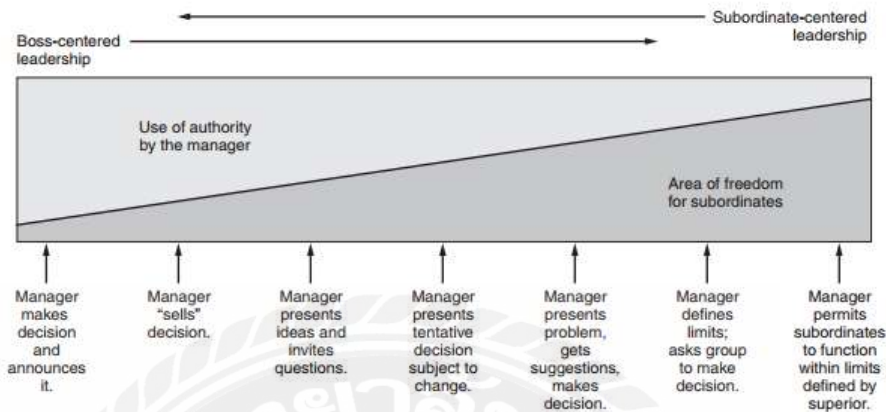 Subordinate-centered
leadership
Boss-centered
leadership
Use of authority
by the manager
Area of freedom
for subordinates
Manager
makes
decision
and
announces
it.
Manager
“sells”
decision.
Manager
presents
ideas and
invites
questions.
Manager
presents
tentative
decision
subject to
change.
Manager
presents
problem,
gets
suggestions,
makes
decision.
Manager
defines
limits;
asks group
to make
decision.
Manager
permits
subordinates
to function
within limits
defined by
superior.